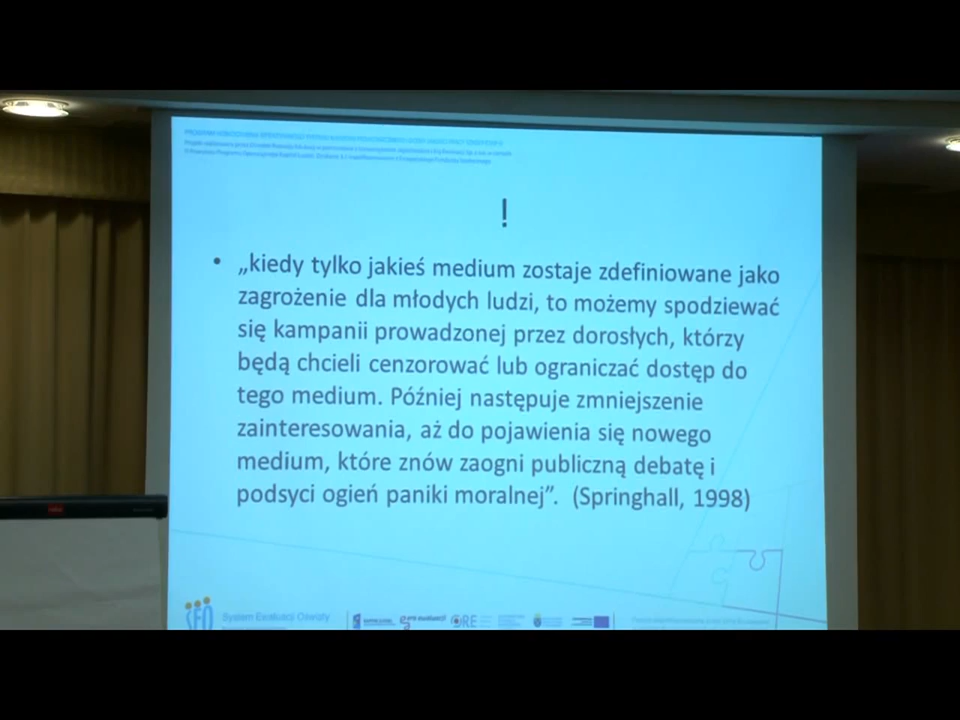 !
• „kiedy tylko jakieś medium zostaje zdefiniowane jako
zagrożenie dla młodych ludzi, to możemy spodziewać
się kampanii prowadzonej przez dorosłych, którzy
będą chcieli cenzorować lub ograniczać dostęp do
tego medium. Później następuje zmniejszenie
zainteresowania, aż do pojawienia się nowego
medium, które znów zaogni publiczną debatę i
podsyci ogień paniki moralnej”. (Springhall, 1998)
System Ewaluacji Oświaty